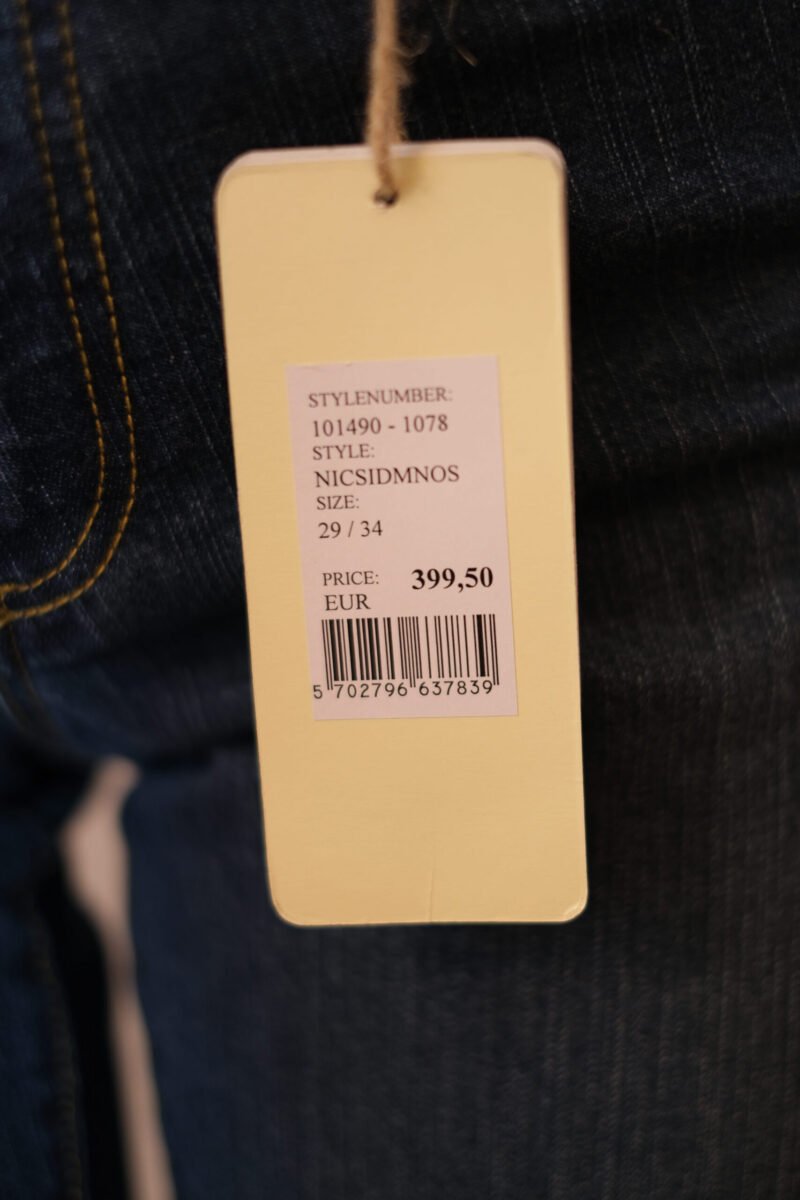 STYLENUMBER:
101490 - 1078
STYLE:
NICSIDMNOS
SIZE:
29 / 34
PRICE: 399,50
EUR
5 702796 637839